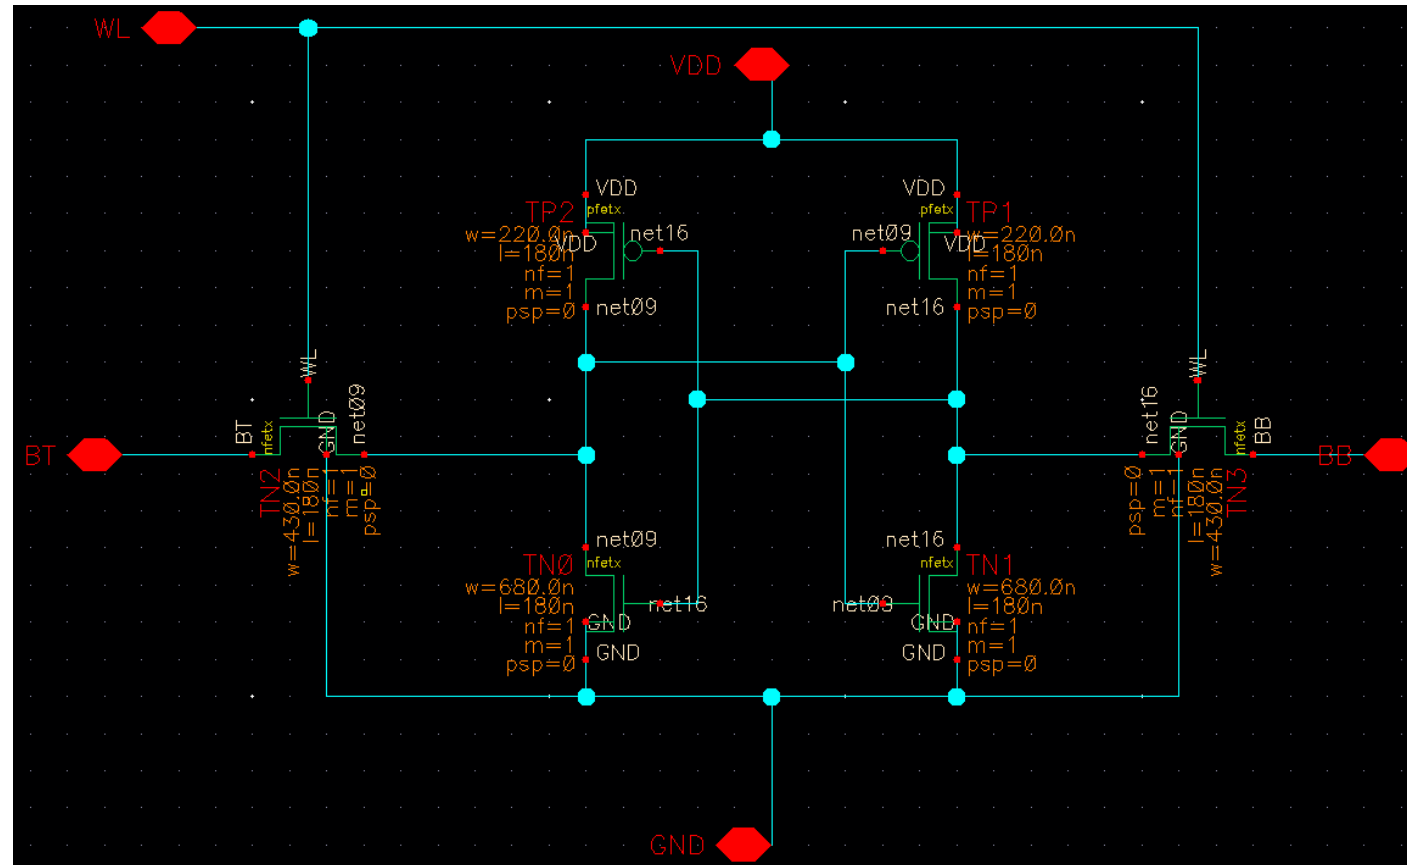 WL
VDD
VDD
VDD
TP2
pfetx
w=220.0n
VDD
l=180n
nf=1
m=1
psp=0
net16
net09
net09
pfetx
TP1
w=220.0n
VDD
l=180n
nf=1
m=1
psp=0
net16
WL
BT
BT
nfetx
GND
net09
TN2
w=430.0n
l=180n
nf=1
m=1
psp=0
WL
net16
GND
nfetx
BB
BB
psp=0
m=1
nf=1
l=180n
w=430.0n
TN3
net09
TN0
nfetx
w=680.0n
l=180n
nf=1
m=1
psp=0
net16
GND
GND
net16
nfetx
TN1
w=680.0n
l=180n
nf=1
m=1
psp=0
net09
GND
GND
GND